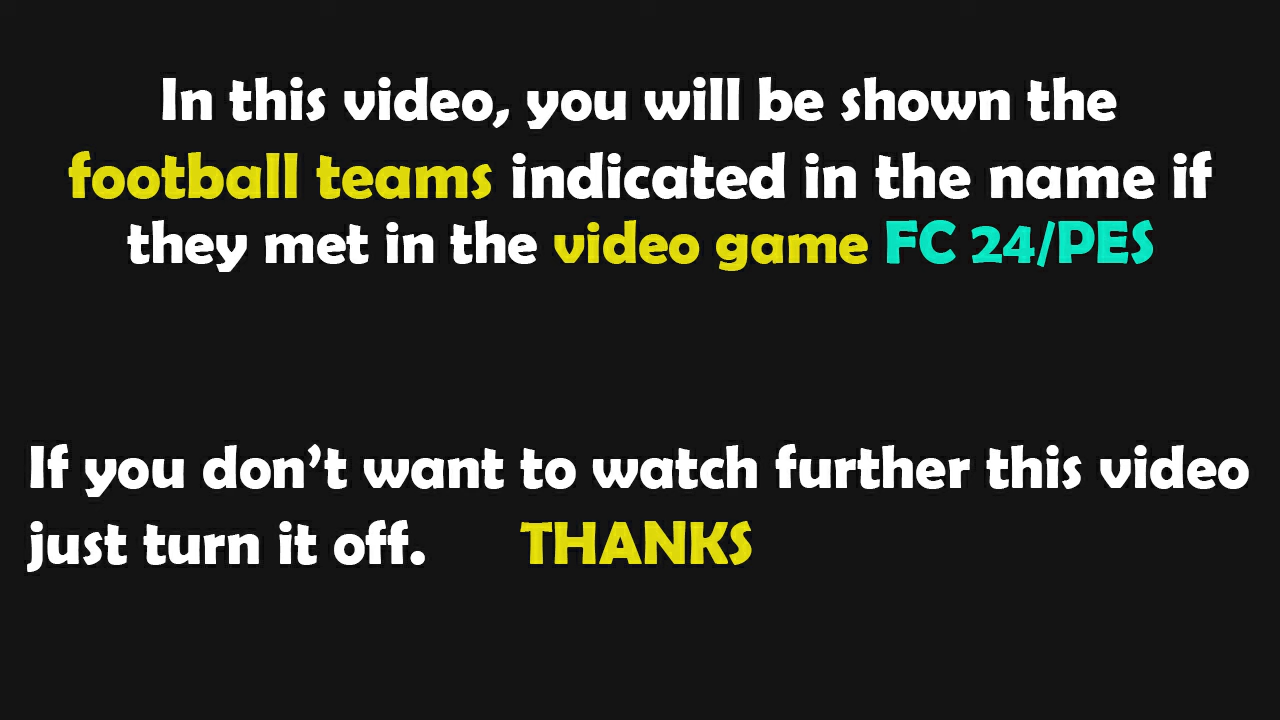 In this video, you will be shown the
football teams indicated in the name if
they met in the video game FC 24/PES
If you don't want to watch further this video
just turn it off. THANKS